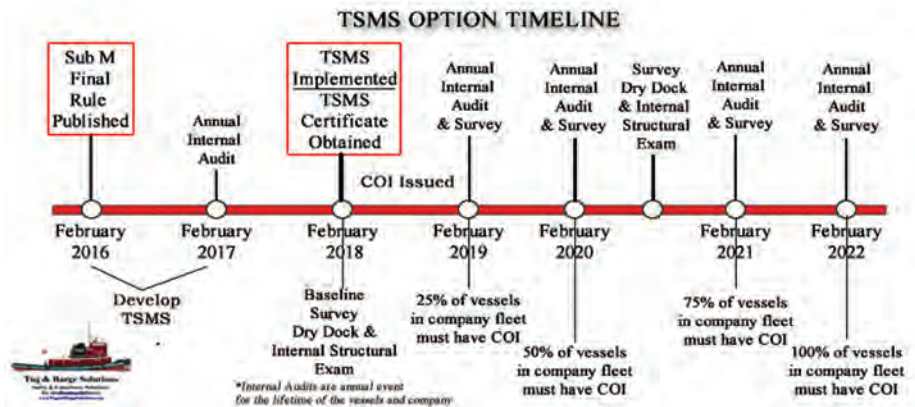 TSMS OPTION TIMELINE
Sub M
Final
Rule
Published
Annual
Internal
Audit
TSMS
Implemented
TSMS
Certificate
Obtained
COI Issued
Annual
Internal
Audit
& Survey
Annual
Internal
Audit
& Survey
Survey
Dry Dock
& Internal
Structural
Exam
Annual
Internal
Audit
& Survey
Annual
Internal
Audit
& Survey
February
2016
February
2017
February
2018
February
2019
February
2020
February
2021
February
2022
Develop
TSMS
Baseline
Survey
Dry Dock &
Internal Structural
Exam
25% of vessels
in company fleet
must have COI
50% of vessels
in company fleet
must have COI
75% of vessels
in company fleet
must have COI
100% of vessels
in company fleet
must have COI
Tug & Barge Solutions
*Internal Audits are annual event
for the lifetime of the vessels and company